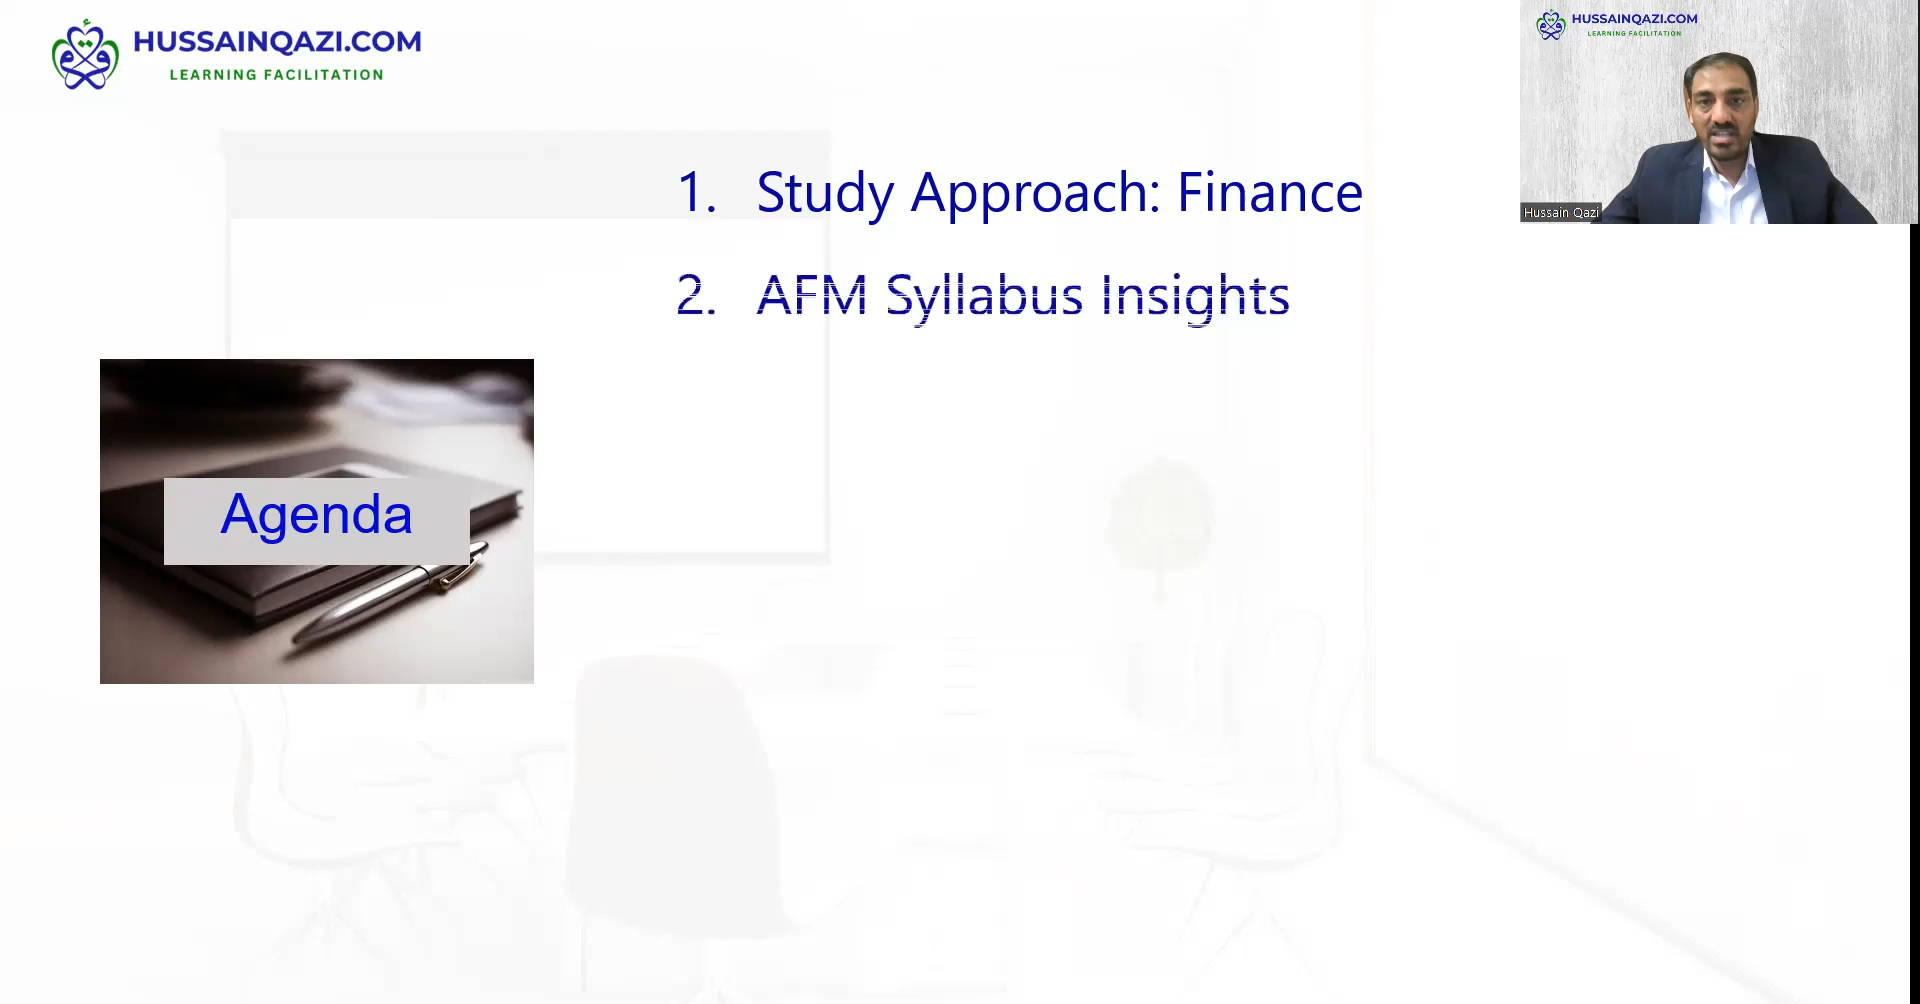 HUSSAINQAZI.COM
LEARNING FACILITATION
HUSSAINQAZI.COM
LEARNING FACILITATION
Hussain Qazi
1. Study Approach: Finance
2. AFM Syllabus Insights
Agenda